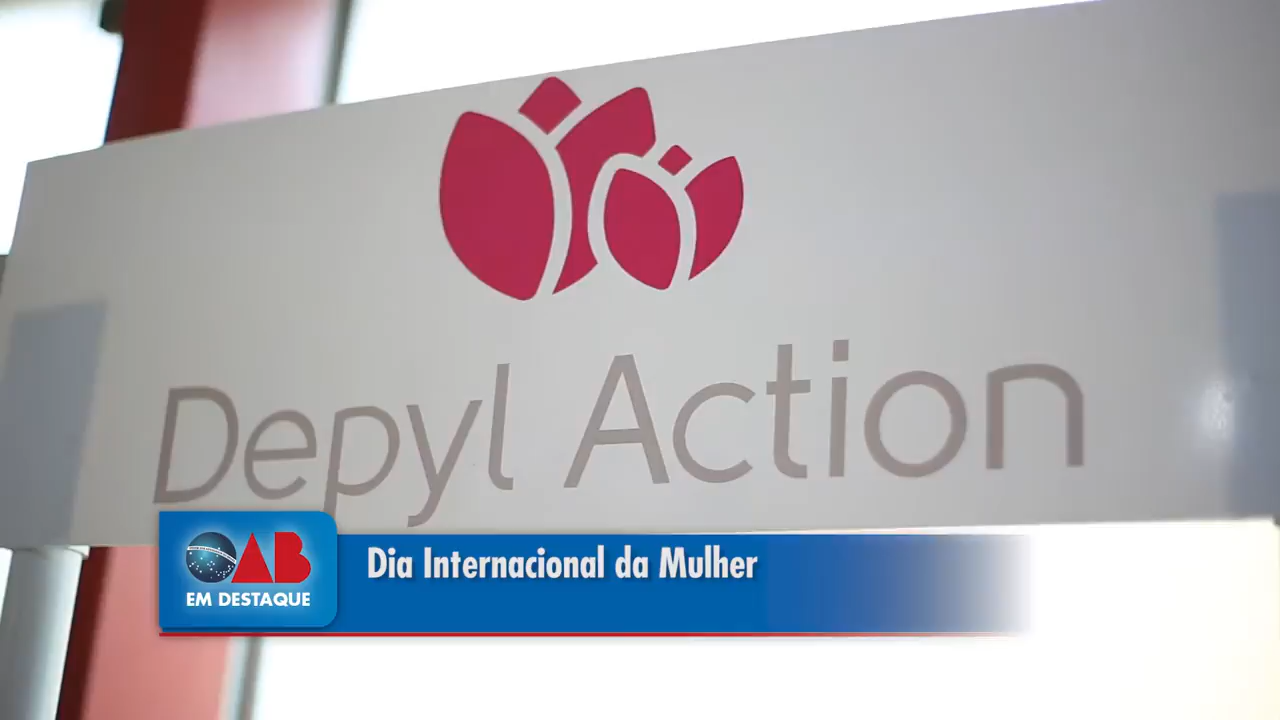 Depyl Action
OAB
EM DESTAQUE
Dia Internacional da Mulher